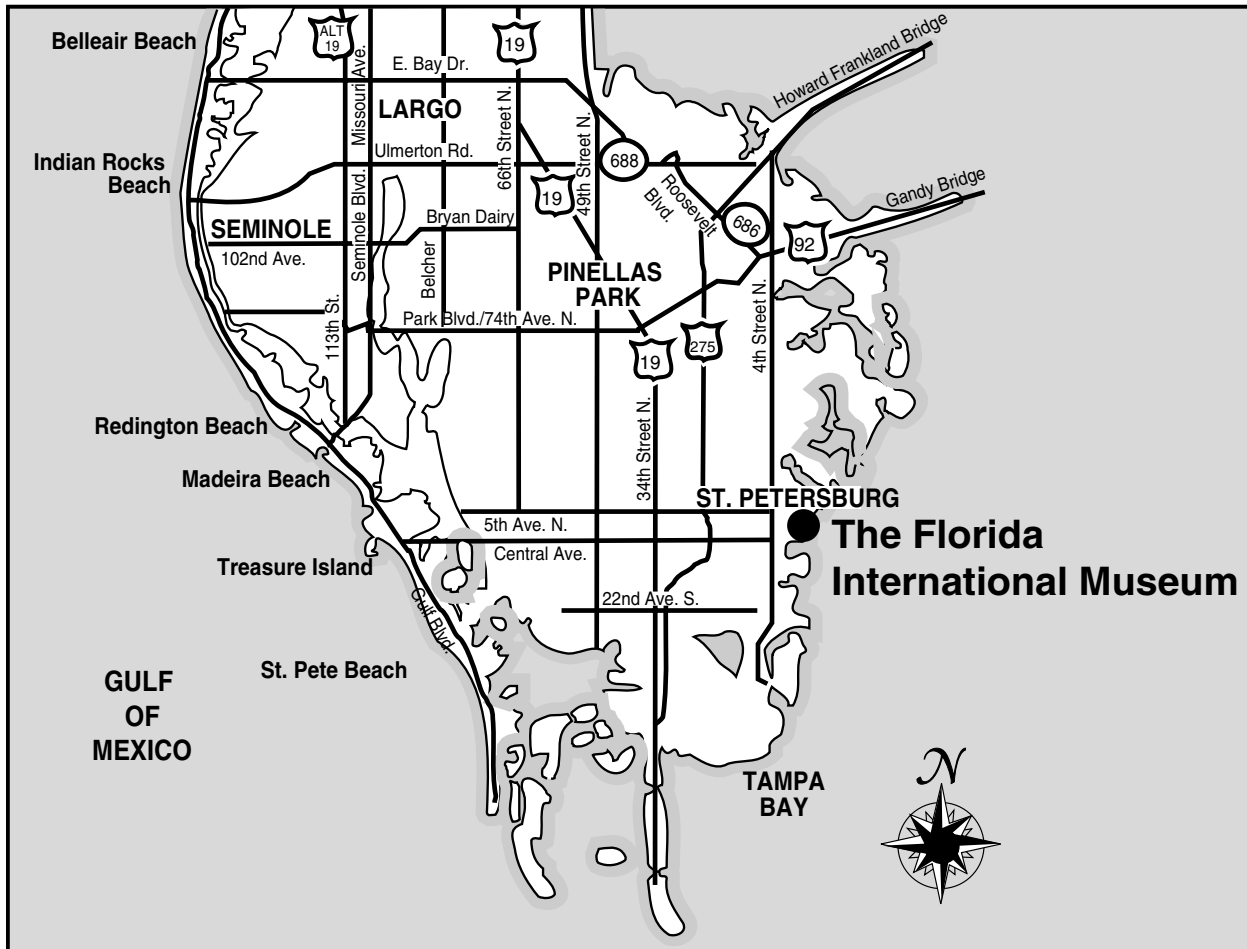 Belleair Beach
ALT
19
Missouri Ave.
19
E. Bay Dr.
Howard Frankland Bridge
LARGO
66th Street N.
49th Street N.
Ulmerton Rd.
688
Indian Rocks
Beach
19
Roosevelt
Blvd.
Gandy Bridge
SEMINOLE
Seminole Blvd.
Bryan Dairy
686
92
102nd Ave.
Belcher
PINELLAS
PARK
113th St.
Park Blvd./74th Ave. N.
4th Street N.
275
19
Redington Beach
34th Street N.
Madeira Beach
ST. PETERSBURG
5th Ave. N.
The Florida
International Museum
Central Ave.
Treasure Island
Gulf Blvd.
22nd Ave. S.
St. Pete Beach
GULF
OF
MEXICO
TAMPA
BAY
N